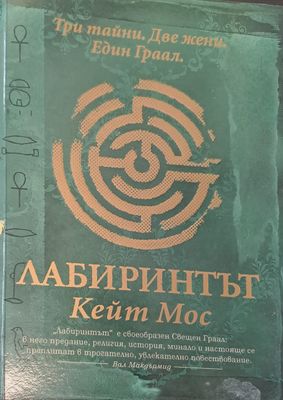 Три тайни. Две жени.
Един Граал.
ЛАБИРИНТЪТ
Кейт Мос
„Лабиринтът" е своеобразен Свещен Граал:
в него предание, религия, история, минало и настояще се
преплитат в трогателно, увлекателно повествование.
Вал Макдърмид